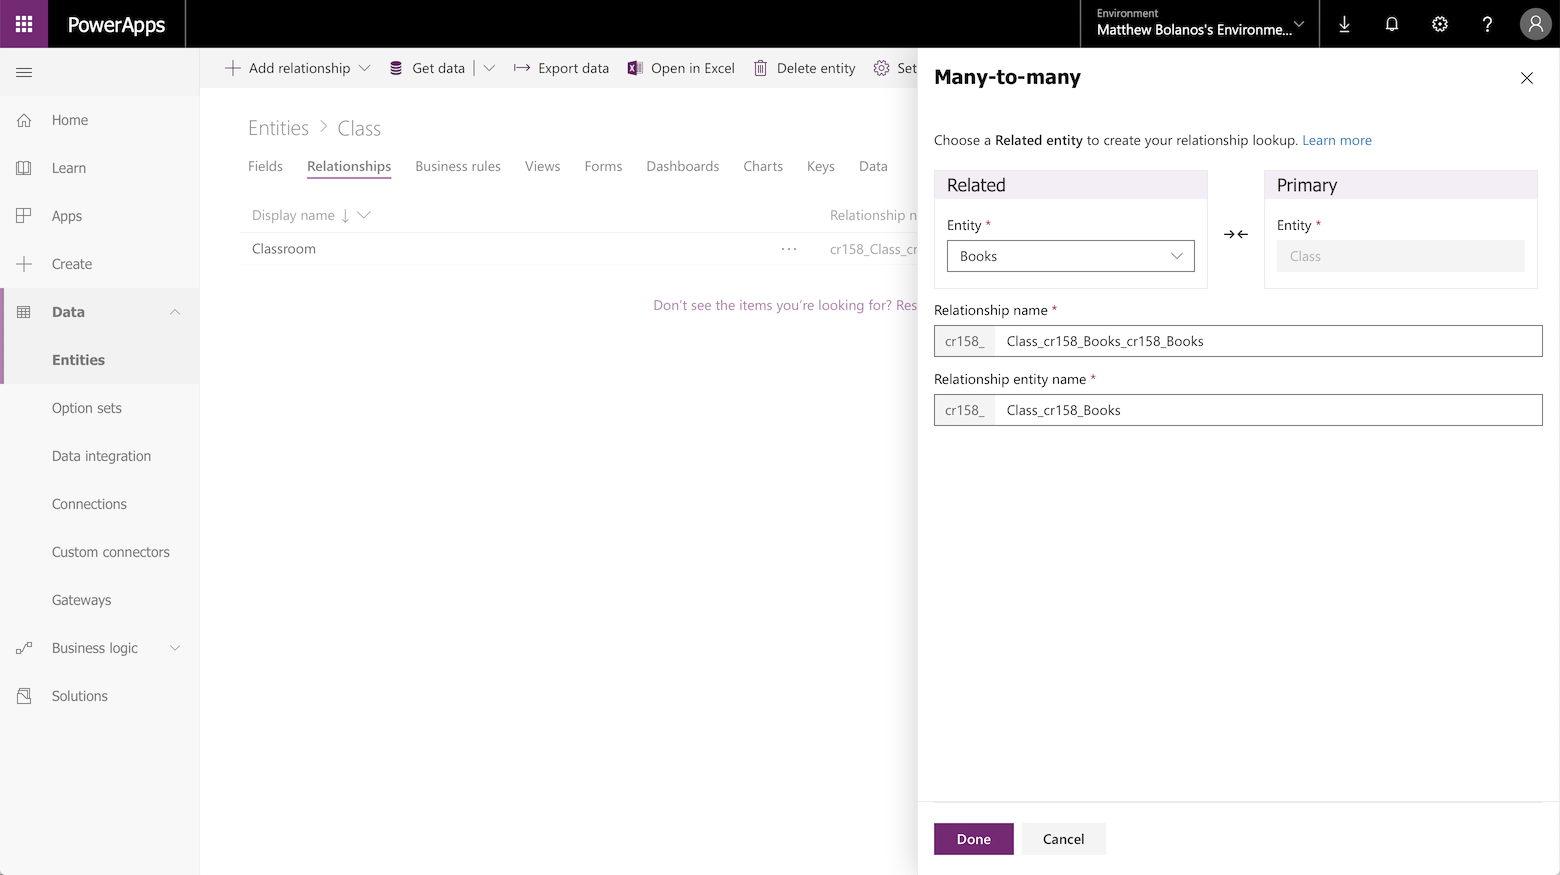 PowerApps
Environment
Matthew Bolanos's Environme...
Add relationship
Get data
Export data
Open in Excel
Delete entity
Home
Learn
Apps
Create
Data
Entities
Option sets
Data integration
Connections
Custom connectors
Gateways
Business logic
Solutions
Entities > Class
Fields Relationships Business rules Views Forms Dashboards Charts Keys Data
Display name Relationship n
Classroom ... cr158_Class_cr
Don't see the items you're looking for? Res
Many-to-many
Choose a Related entity to create your relationship lookup. Learn more
Related
Entity *
Books
Primary
Entity *
Class
Relationship name *
cr158_ Class_cr158_Books_cr158_Books
Relationship entity name *
cr158_ Class_cr158_Books
Done Cancel